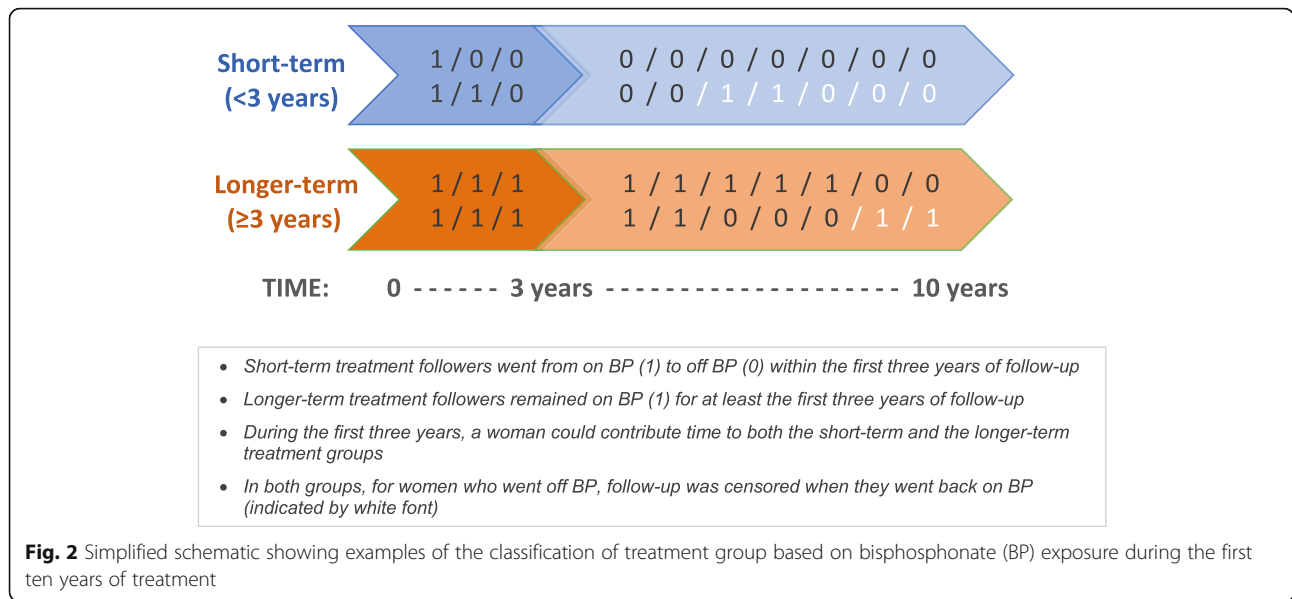 Short-term
(<3 years)
1 / 0 / 0
0 / 0 / 0 / 0 / 0 / 0 / 0
1 / 1 / 0
0 / 0 / 1 / 1 / 0 / 0 / 0
Longer-term
(≥3 years)
1 / 1 / 1
1 / 1 / 1 / 1 / 1 / 0 / 0
1 / 1 / 1
1 / 1 / 0 / 0 / 0 / 1 / 1
TIME: 0 - - - - - - 3 years - - - - - - - - - - - - - - - - - - - - 10 years
• Short-term treatment followers went from on BP (1) to off BP (0) within the first three years of follow-up
• Longer-term treatment followers remained on BP (1) for at least the first three years of follow-up
• During the first three years, a woman could contribute time to both the short-term and the longer-term
treatment groups
• In both groups, for women who went off BP, follow-up was censored when they went back on BP
(indicated by white font)
Fig. 2 Simplified schematic showing examples of the classification of treatment group based on bisphosphonate (BP) exposure during the first
ten years of treatment